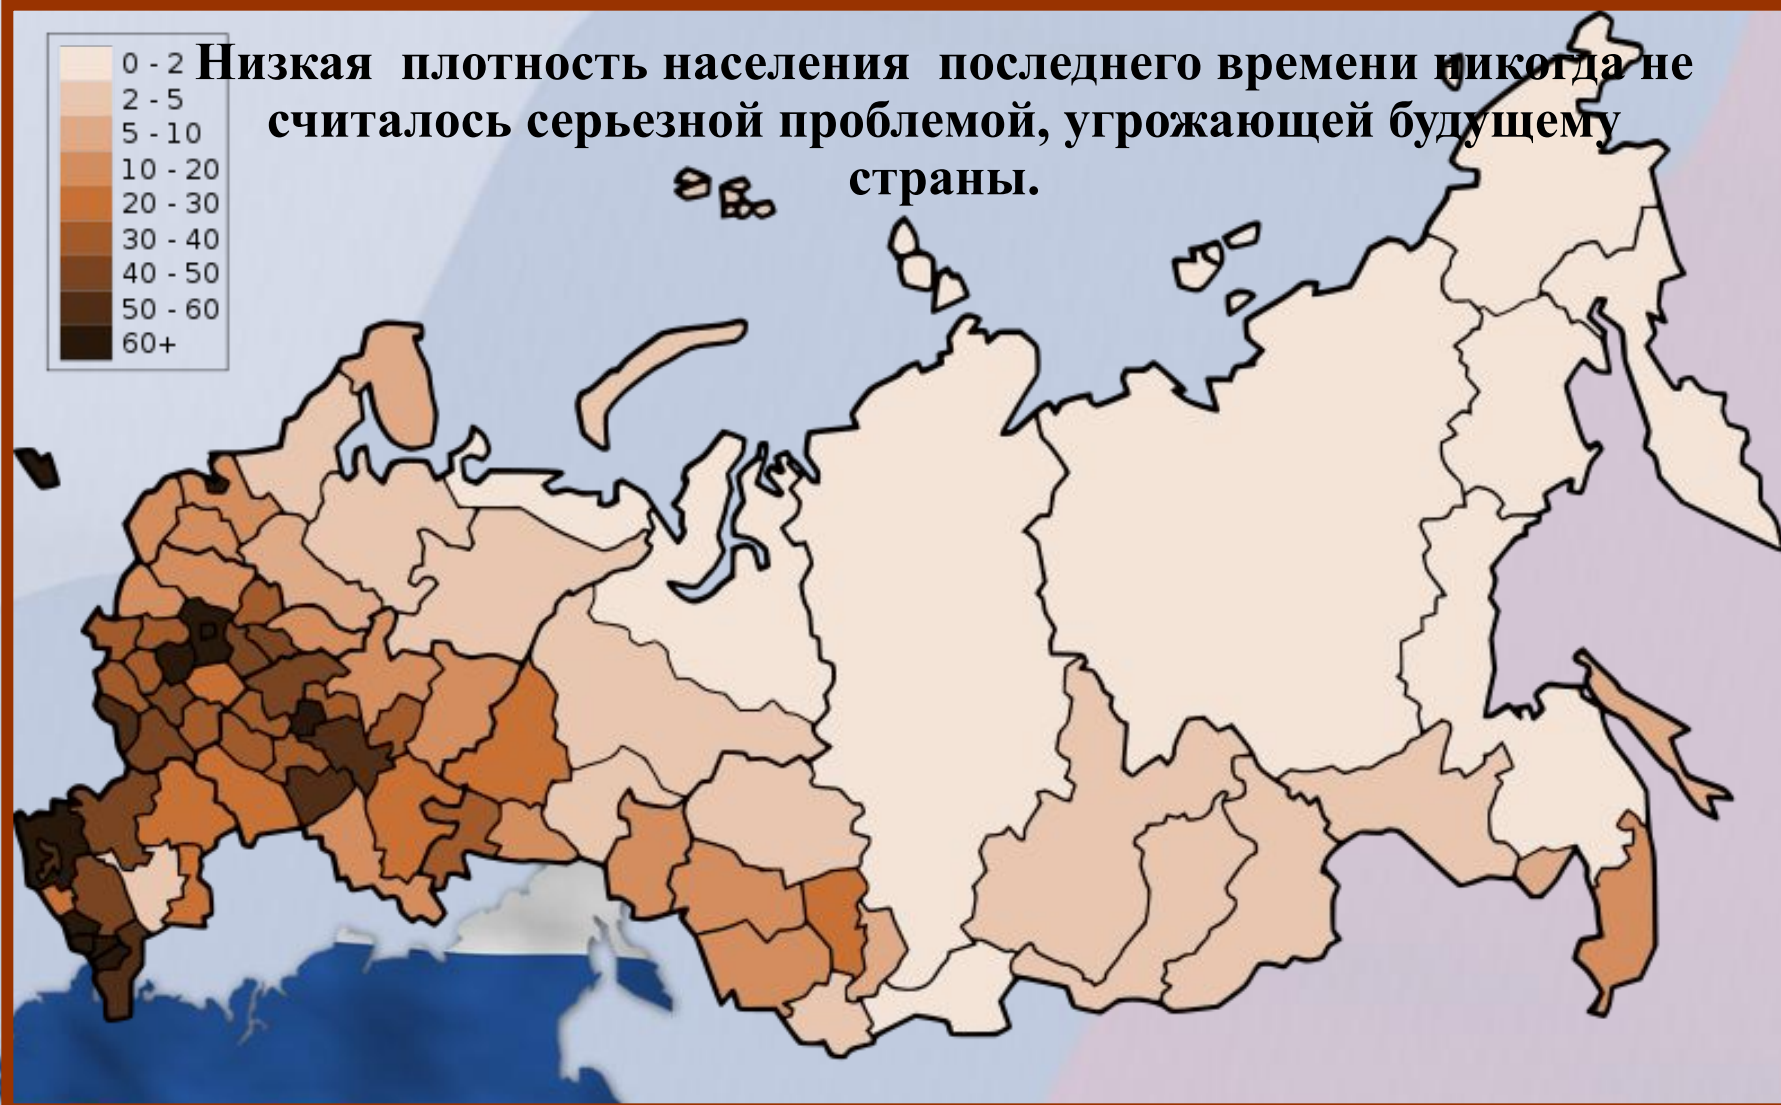 Низкая плотность населения последнего времени никогда не
считалось серьезной проблемой, угрожающей будущему
страны.
0 - 2
2 - 5
5 - 10
10 - 20
20 - 30
30 - 40
40 - 50
50 - 60
60+